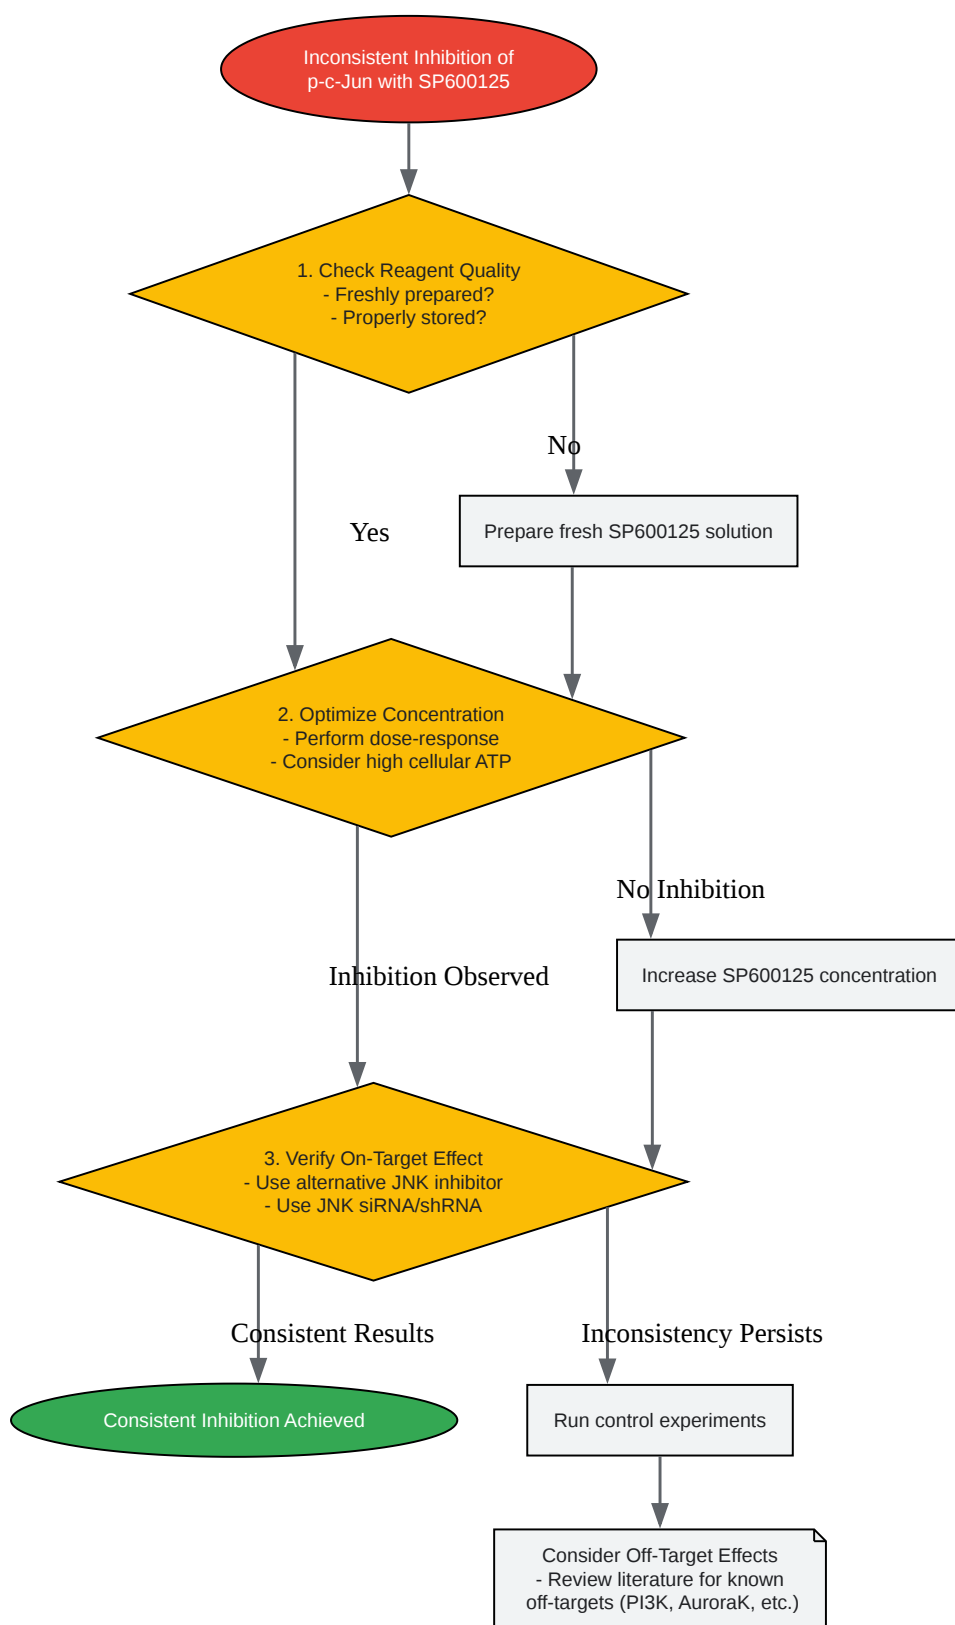 Inconsistent Inhibition of
p-c-Jun with SP600125
1. Check Reagent Quality
- Freshly prepared?
- Properly stored?
No
Yes
Prepare fresh SP600125 solution
2. Optimize Concentration
- Perform dose-response
- Consider high cellular ATP
No Inhibition
Inhibition Observed
Increase SP600125 concentration
3. Verify On-Target Effect
- Use alternative JNK inhibitor
- Use JNK siRNA/shRNA
Consistent Results
Inconsistency Persists
Consistent Inhibition Achieved
Run control experiments
Consider Off-Target Effects
- Review literature for known
off-targets (PI3K, AuroraK, etc.)